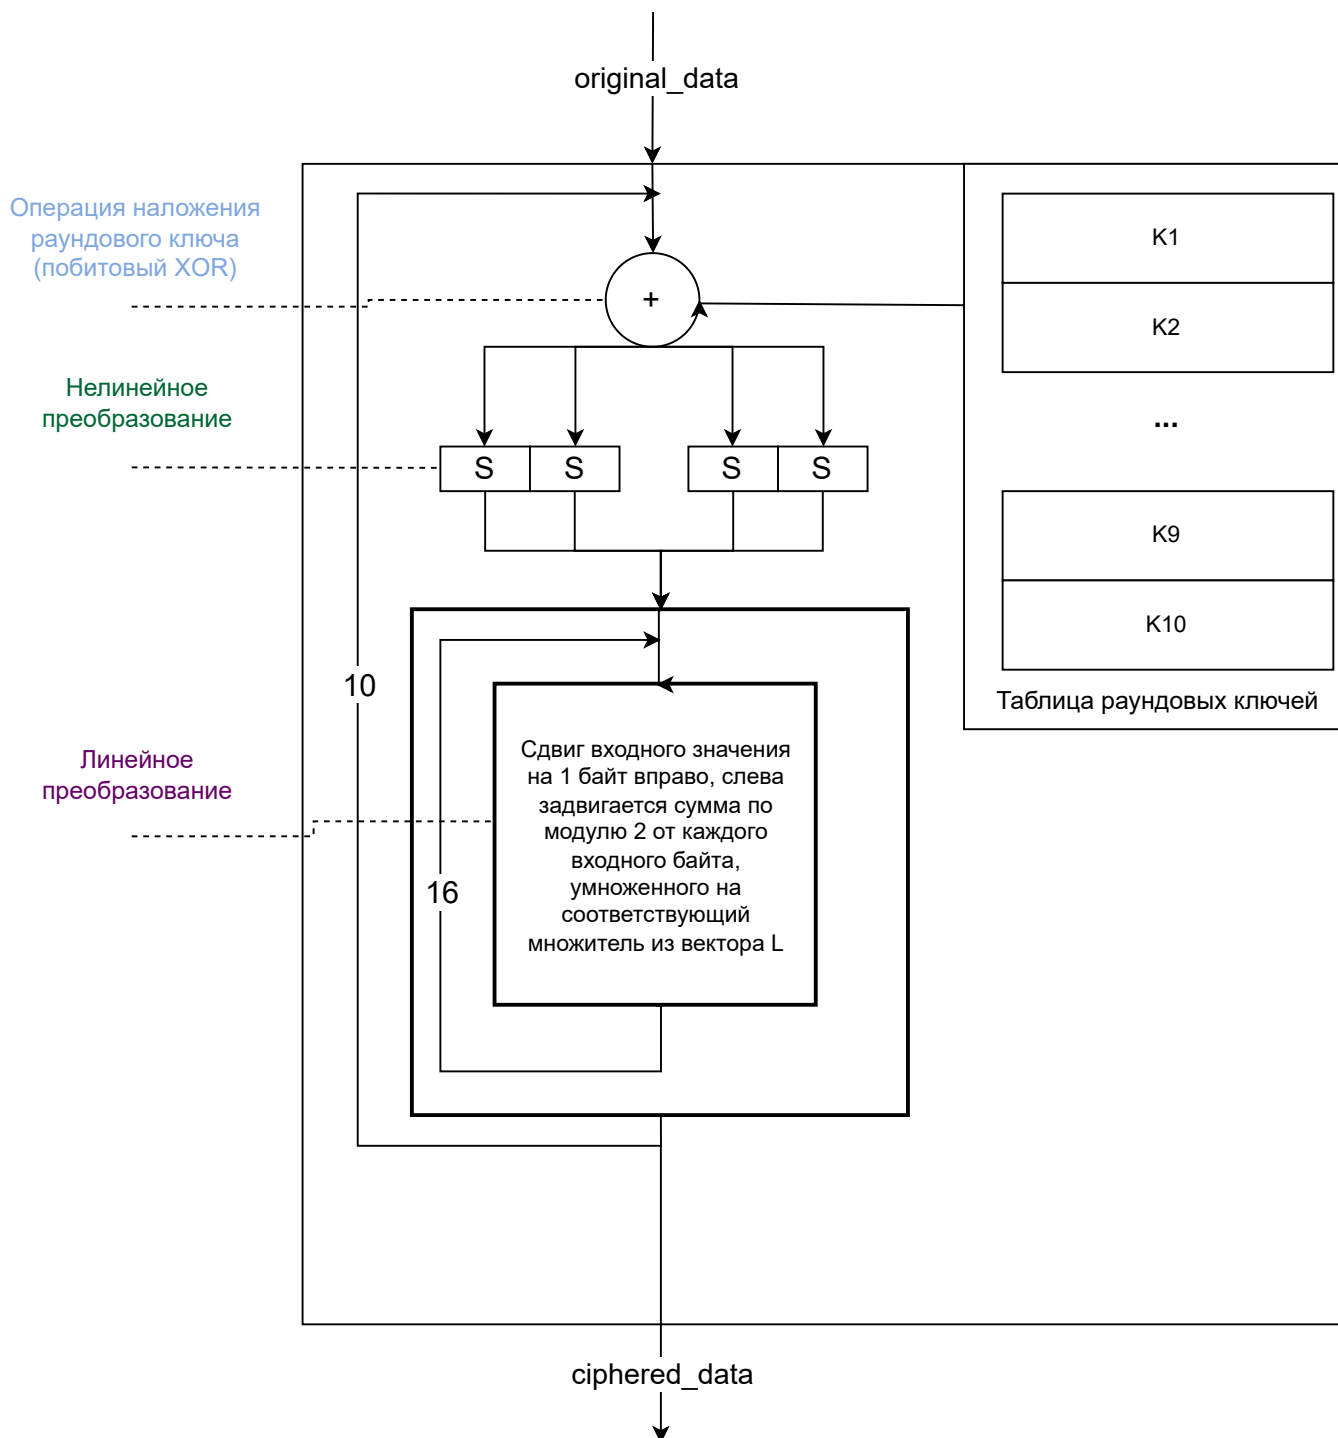 original_data
Операция наложения
раундового ключа
(побитовый XOR)
+
K1
K2
Нелинейное
преобразование
...
S S S S
K9
K10
Таблица раундовых ключей
10
Линейное
преобразование
Сдвиг входного значения
на 1 байт вправо, слева
задвигается сумма по
модулю 2 от каждого
входного байта,
умноженного на
соответствующий
множитель из вектора L
16
ciphered_data